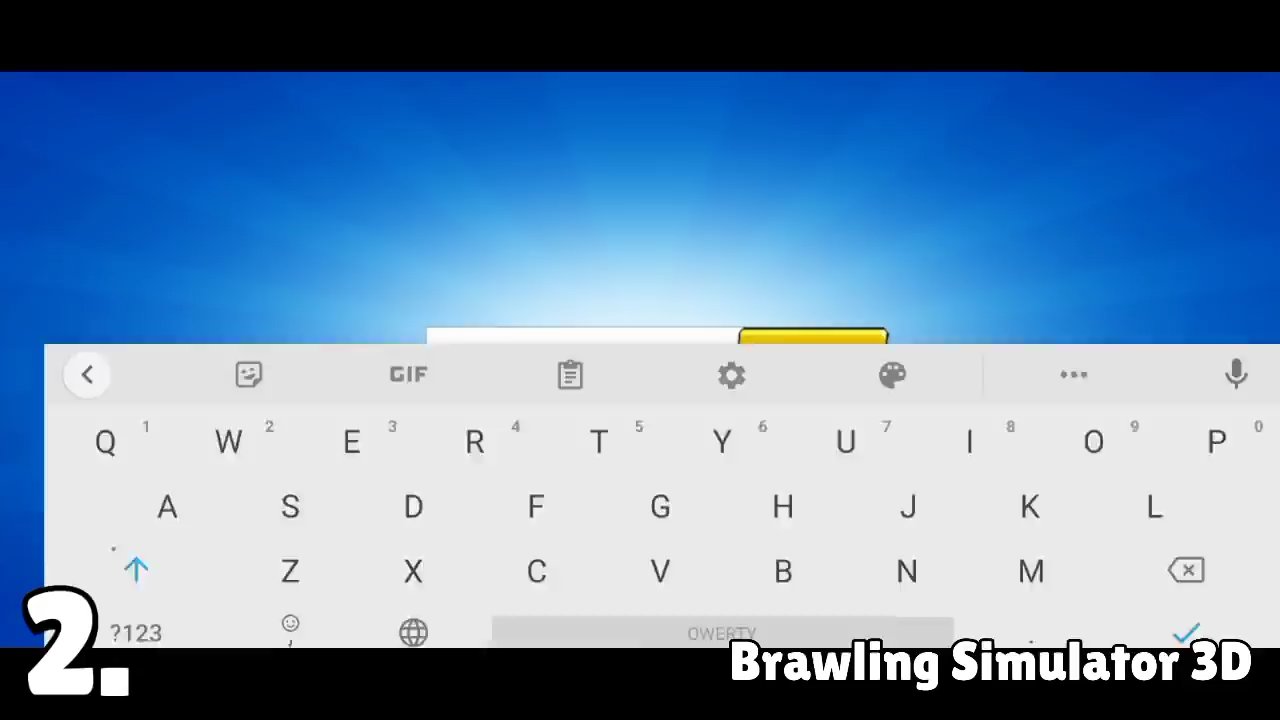 GIF
Q 1 W 2 E 3 R 4 T 5 Y 6 U 7 I 8 O 9 P 0
A S D F G H J K L
Z X C V B N M
?123 , QWERTY .
2.
Brawling Simulator 3D